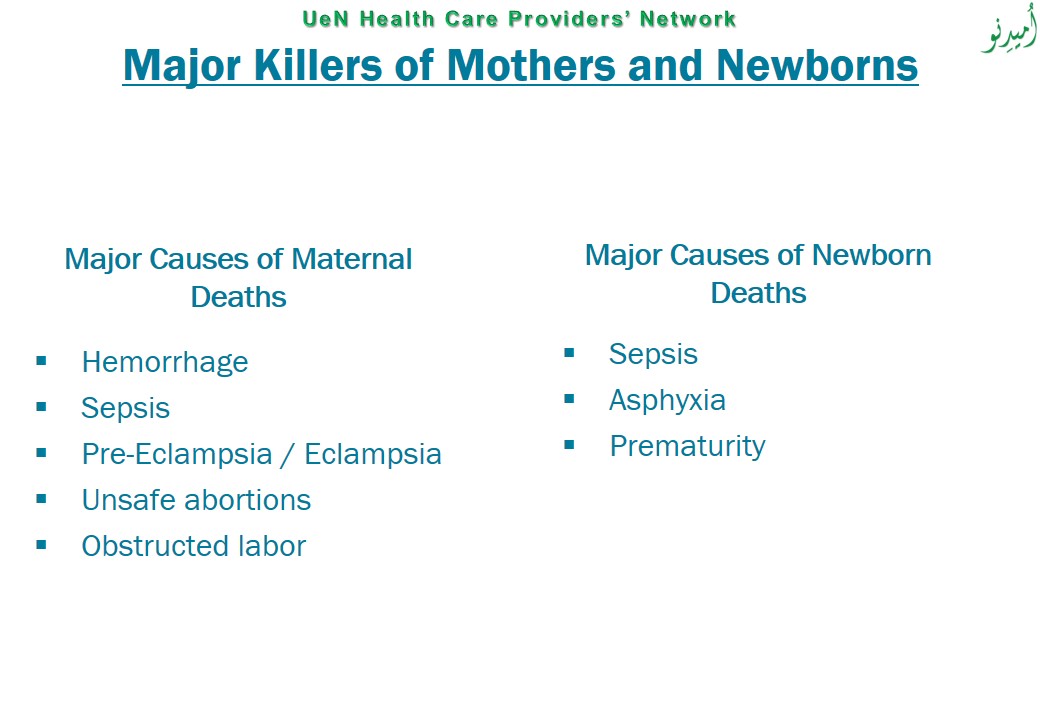 UeN Health Care Providers’ Network
اُمیدِنو
Major Killers of Mothers and Newborns
Major Causes of Maternal
Deaths
▪ Hemorrhage
▪ Sepsis
▪ Pre-Eclampsia / Eclampsia
▪ Unsafe abortions
▪ Obstructed labor
Major Causes of Newborn
Deaths
▪ Sepsis
▪ Asphyxia
▪ Prematurity